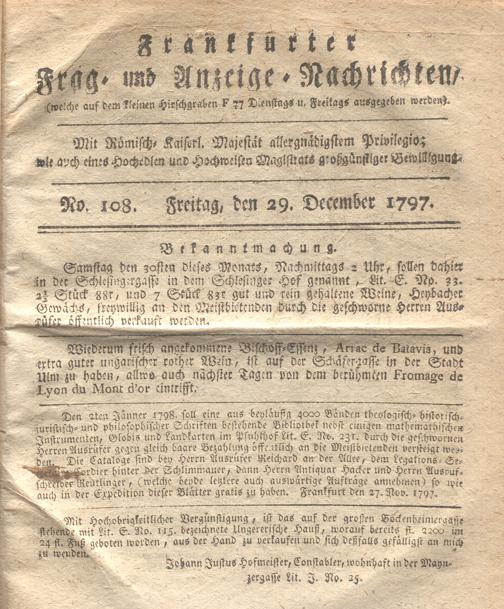 Frankfurter
Frag- und Anzeige-Nachrichten,
(welche auf dem kleinen Hirschgraben F 77 Dienstags u. Freitags ausgegeben werden).
Mit Römisch-Kaiserl. Majestät allergnädigstem Privilegio;
wie auch eines Hochedlen und Hochweisen Magistrats großgünstiger Bewilligung.
No. 108. Freitag, den 29. December 1797.
Bekanntmachung.
Samstag den 30sten dieses Monats, Nachmittags 2 Uhr, sollen dahier
in der Schlesingergasse in dem Schlesinger Hof genannt, Lit. E. No. 33.
2½ Stück 88r, und 7 Stück 83r gut und rein gehaltene Weine, Heybacher
Gewächs, freywillig an den Meistbietenden durch die geschworne Herren Aus-
rüfer öffentlich verkauft werden.
Wiederum frisch angekommene Bischoff-Essenz, Arrac de Batavia, und
extra guter ungarischer rother Wein, ist auf der Schäfergasse in der Stadt
Ulm zu haben, allwo auch nächster Tagen von dem berühmten Fromage de
Lyon du Mont d'or eintrifft.
Den 2ten Jänner 1798. soll eine aus beyläufig 4000 Bänden theologisch- historisch-
juristisch- und philosophischer Schriften bestehende Bibliothek nebst einigen mathematischen
Instrumenten, Globis und Landkarten im Pfuhlhof Lit. E. No. 231. durch die geschwornen
Herren Ausrüfer gegen gleich baare Bezahlung öffentlich an die Meistbietenden versteigt wer-
den. Die Cataloge sind bey Herrn Ausrüfer Reichard an der Aller, dem Legations-Se-
Cordier hinter der Schlimmauer, dann Herrn Antiquar Hacker und Herrn Ausruf-
schreiber Reutlinger, (welche beyde letztere auch auswärtige Aufträge annehmen) so wie
auch in der Expedition dieser Blätter gratis zu haben. Frankfurt den 27. Nov. 1797.
Mit Hochobrigkeitlicher Vergünstigung, ist das auf der großen Bockenheimergasse
stehende mit Lit. E. No. 115. bezeichnete Ungerersche Hauß, worauf bereits fl. 2200 im
24 fl. Fuß geboten worden, aus der Hand zu verkaufen und sich deßfalls gefälligst an mich
zu wenden.
Johann Justus Hofmeister, Constabler, wohnhaft in der Mayn-
zergasse Lit. J. No. 25.